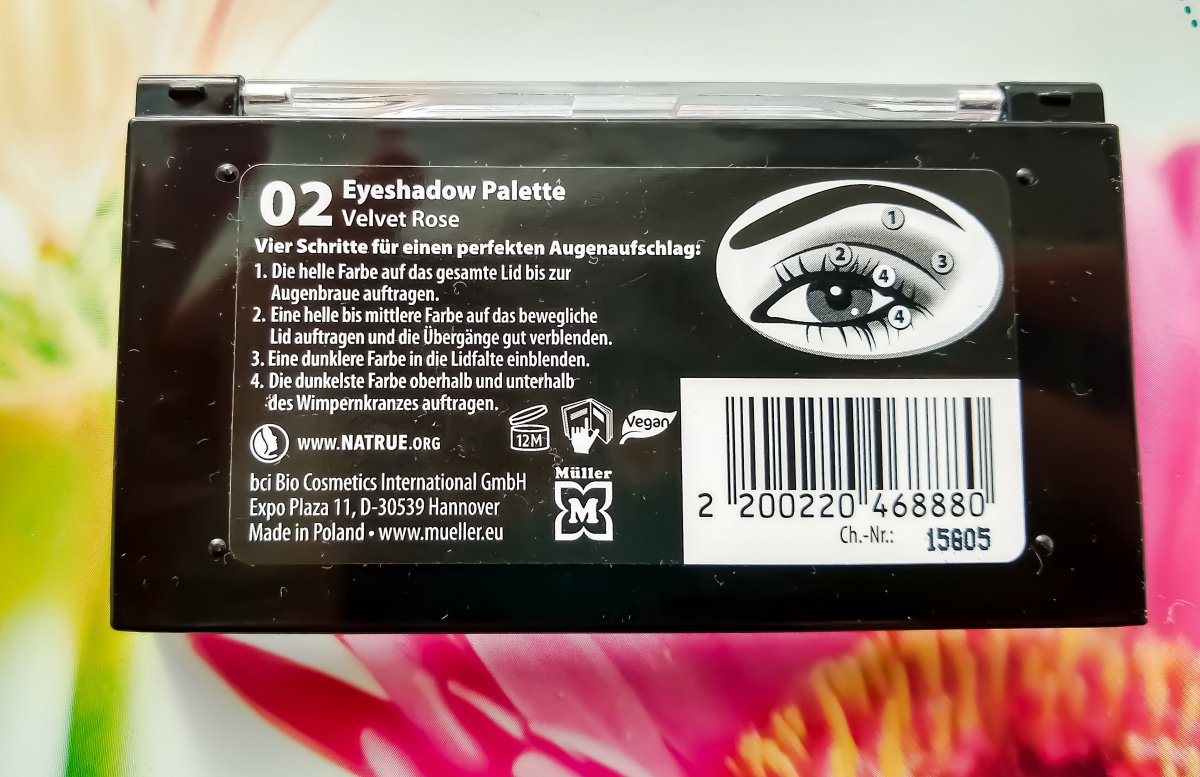 02 Eyeshadow Palette
Velvet Rose
Vier Schritte für einen perfekten Augenaufschlag:
1. Die helle Farbe auf das gesamte Lid bis zur
Augenbraue auftragen.
2. Eine helle bis mittlere Farbe auf das bewegliche
Lid auftragen und die Übergänge gut verblenden.
3. Eine dunklere Farbe in die Lidfalte einblenden.
4. Die dunkelste Farbe oberhalb und unterhalb
des Wimpernkranzes auftragen.
1
2
3
4
4
12M
Vegan
www.NATRUE.ORG
bci Bio Cosmetics International GmbH
Expo Plaza 11, D-30539 Hannover
Made in Poland • www.mueller.eu
Müller
M
2 200220 468880
Ch.-Nr.: 15605